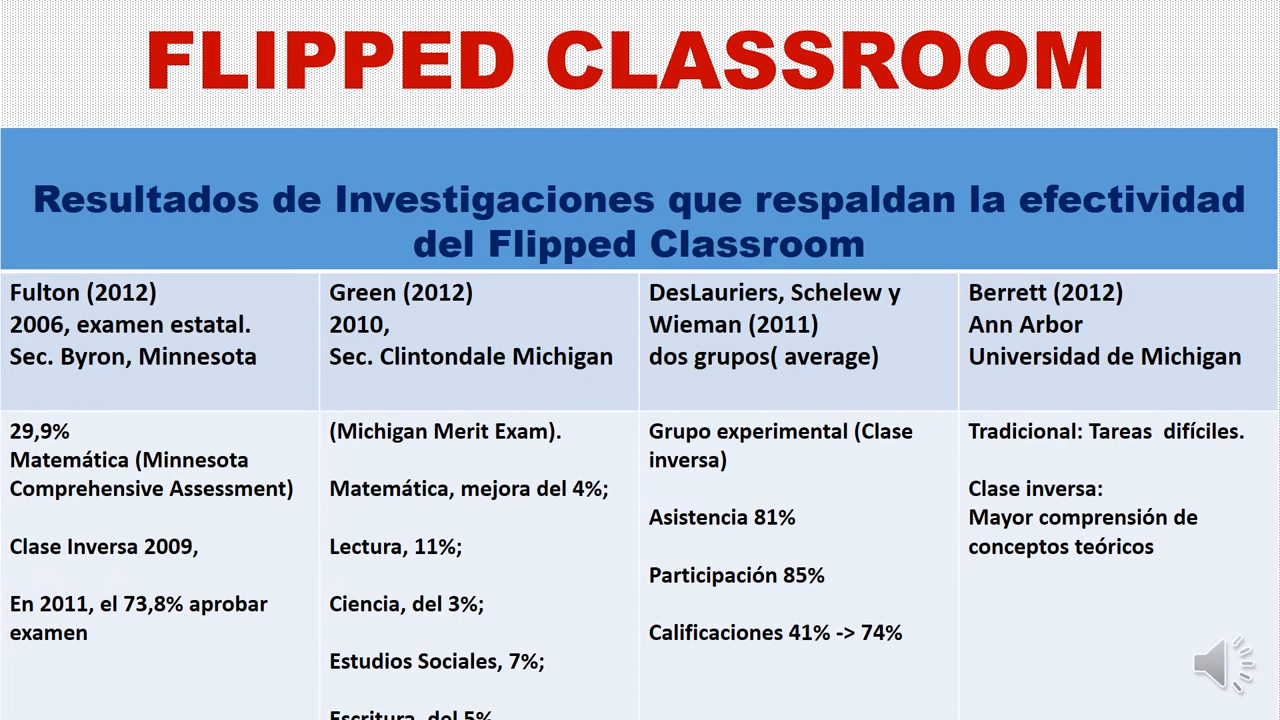 FLIPPED CLASSROOM
Resultados de Investigaciones que respaldan la efectividad
del Flipped Classroom
Fulton (2012)
2006, examen estatal.
Sec. Byron, Minnesota
Green (2012)
2010,
Sec. Clintondale Michigan
DesLauriers, Schelew y
Wieman (2011)
dos grupos( average)
Berrett (2012)
Ann Arbor
Universidad de Michigan
29,9%
Matemática (Minnesota
Comprehensive Assessment)
Clase Inversa 2009,
En 2011, el 73,8% aprobar
examen
(Michigan Merit Exam).
Matemática, mejora del 4%;
Lectura, 11%;
Ciencia, del 3%;
Estudios Sociales, 7%;
Escritura, del 5%
Grupo experimental (Clase
inversa)
Asistencia 81%
Participación 85%
Calificaciones 41% -> 74%
Tradicional: Tareas  difíciles.
Clase inversa:
Mayor comprensión de
conceptos teóricos